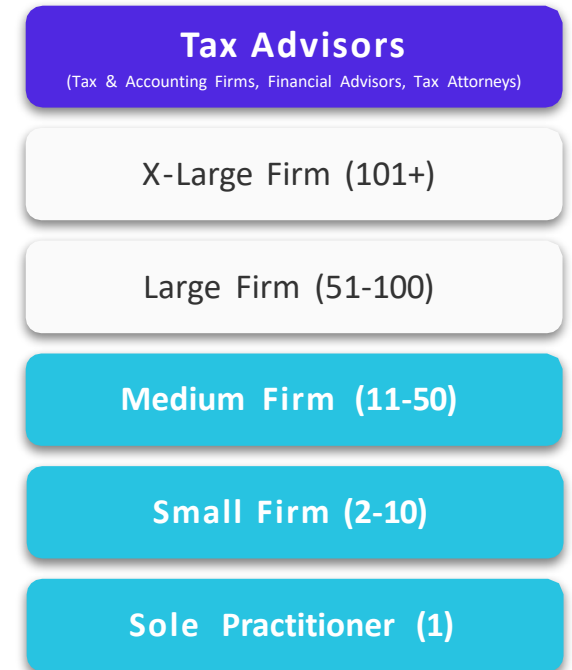 Tax Advisors
(Tax & Accounting Firms, Financial Advisors, Tax Attorneys)
X-Large Firm (101+)
Large Firm (51-100)
Medium Firm (11-50)
Small Firm (2-10)
Sole Practitioner (1)